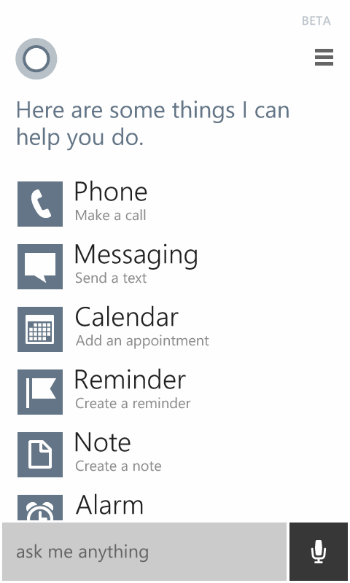 BETA
Here are some things I can
help you do.
Phone
Make a call
Messaging
Send a text
Calendar
Add an appointment
Reminder
Create a reminder
Note
Create a note
Alarm
ask me anything